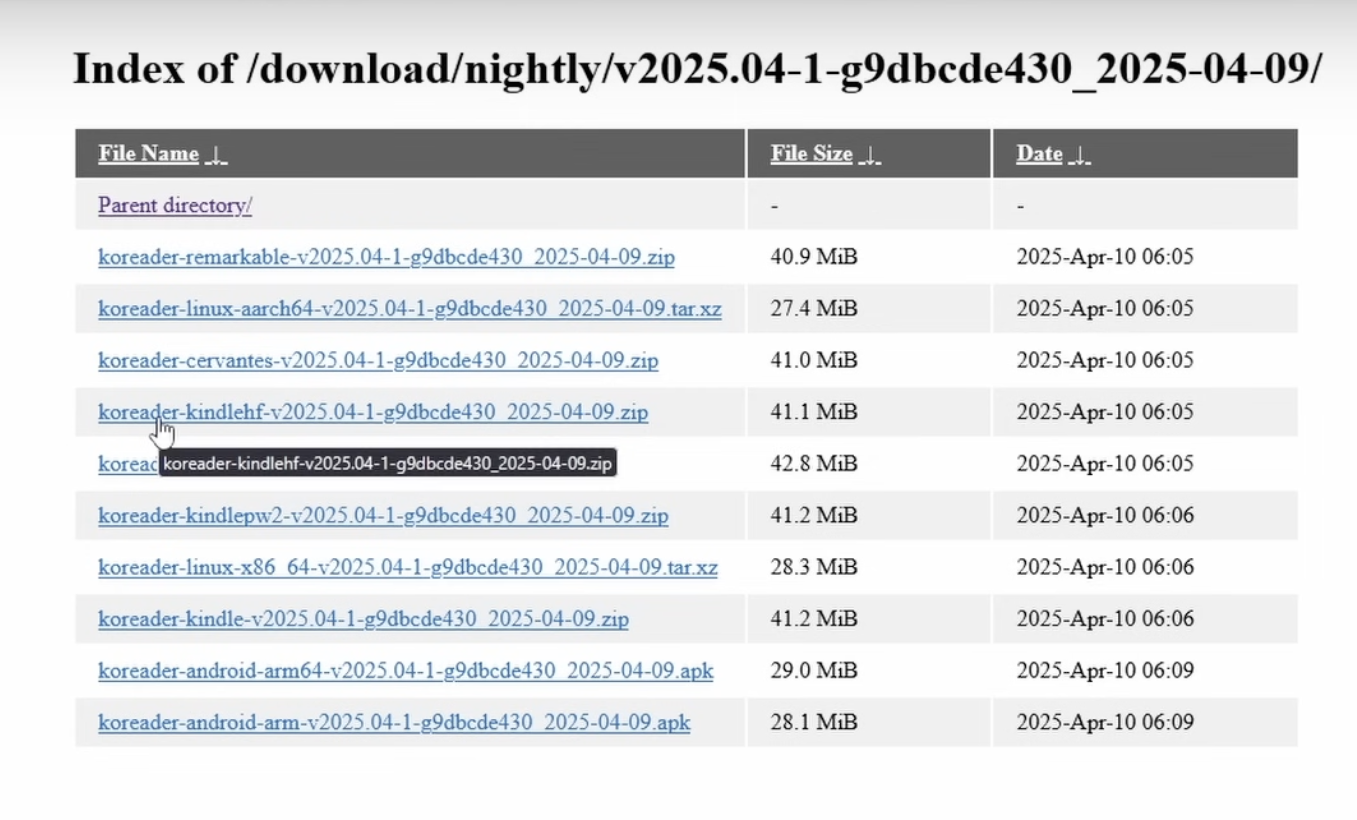 Index of /download/nightly/v2025.04-1-g9dbcde430_2025-04-09/
File Name ↓ File Size ↓ Date ↓
Parent directory/ - -
koreader-remarkable-v2025.04-1-g9dbcde430_2025-04-09.zip 40.9 MiB 2025-Apr-10 06:05
koreader-linux-aarch64-v2025.04-1-g9dbcde430_2025-04-09.tar.xz 27.4 MiB 2025-Apr-10 06:05
koreader-cervantes-v2025.04-1-g9dbcde430_2025-04-09.zip 41.0 MiB 2025-Apr-10 06:05
koreader-kindlehf-v2025.04-1-g9dbcde430_2025-04-09.zip 41.1 MiB 2025-Apr-10 06:05
koread koreader-kindlehf-v2025.04-1-g9dbcde430_2025-04-09.zip 42.8 MiB 2025-Apr-10 06:05
koreader-kindlepw2-v2025.04-1-g9dbcde430_2025-04-09.zip 41.2 MiB 2025-Apr-10 06:06
koreader-linux-x86_64-v2025.04-1-g9dbcde430_2025-04-09.tar.xz 28.3 MiB 2025-Apr-10 06:06
koreader-kindle-v2025.04-1-g9dbcde430_2025-04-09.zip 41.2 MiB 2025-Apr-10 06:06
koreader-android-arm64-v2025.04-1-g9dbcde430_2025-04-09.apk 29.0 MiB 2025-Apr-10 06:09
koreader-android-arm-v2025.04-1-g9dbcde430_2025-04-09.apk 28.1 MiB 2025-Apr-10 06:09